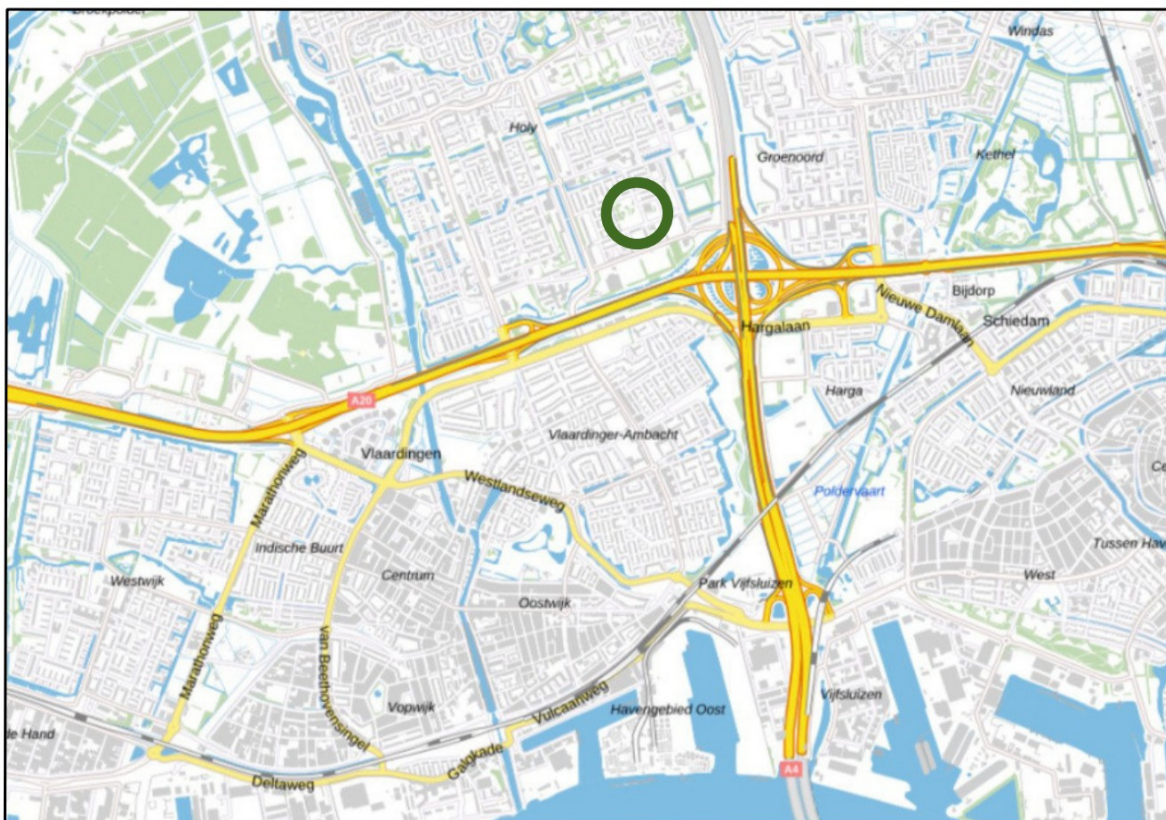 Broekpolder
Windas
Holy
Groenoord
Kethel
Bijdorp
Nieuwe Damlaan
Schiedam
Hargalaan
Harga
Nieuwland
A20
Vlaardinger-Ambacht
Vlaardingen
Marathonweg
Westlandseweg
Poldervaart
Indische Buurt
Tussen Hav
Centrum
West
Westwijk
Park Vijfsluizen
Oostwijk
Marathonweg
van Beethovensingel
Vopwijk
Vulcaanweg
Havengebied Oost
Vijfsluizen
de Hand
Galgkade
Deltaweg
A4